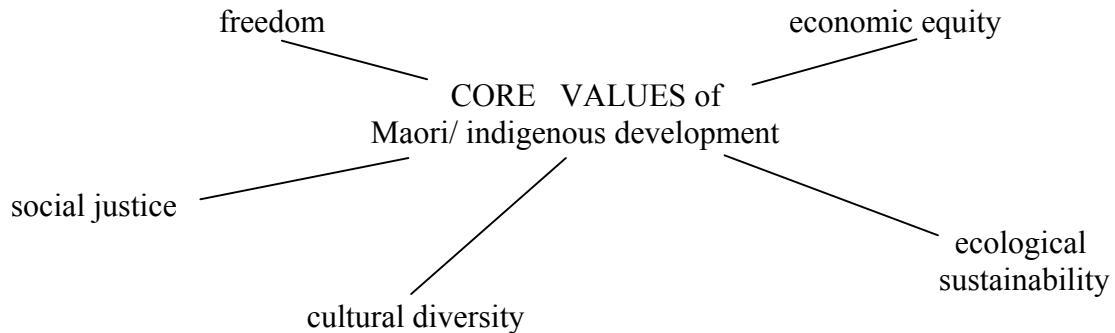 freedom
economic equity
CORE VALUES of
Maori/ indigenous development
social justice
ecological
sustainability
cultural diversity